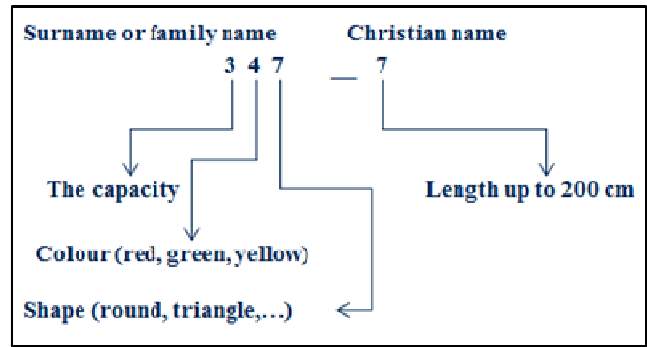 Surname or family name Christian name
3 4 7 _ 7
The capacity Length up to 200 cm
Colour (red, green, yellow)
Shape (round, triangle,…)